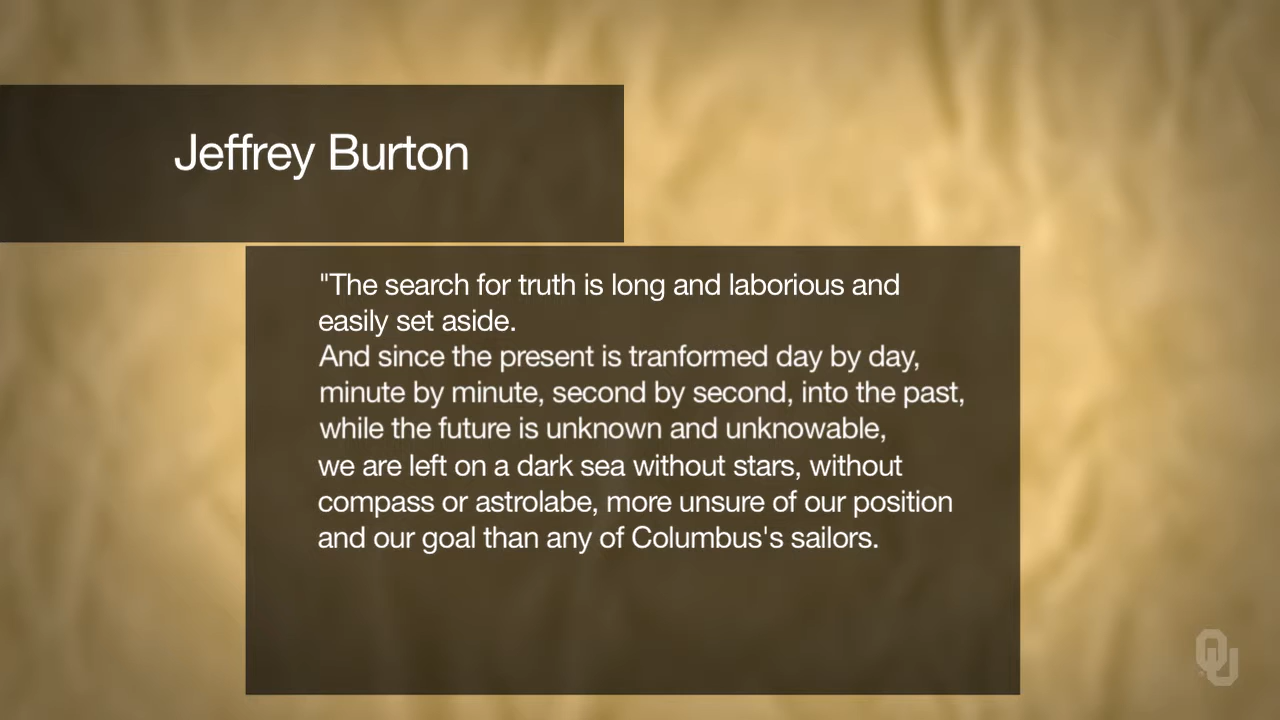 Jeffrey Burton
"The search for truth is long and laborious and
easily set aside.
And since the present is tranformed day by day,
minute by minute, second by second, into the past,
while the future is unknown and unknowable,
we are left on a dark sea without stars, without
compass or astrolabe, more unsure of our position
and our goal than any of Columbus's sailors.
OU